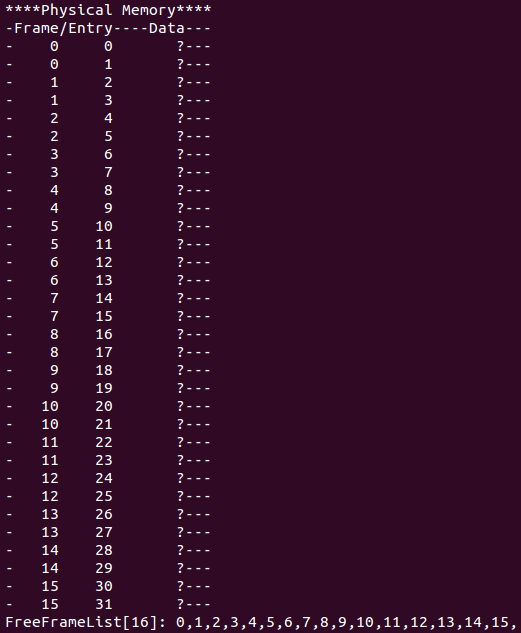 ****Physical Memory****
-Frame/Entry----Data---
-    0     0       ?---
-    0     1       ?---
-    1     2       ?---
-    1     3       ?---
-    2     4       ?---
-    2     5       ?---
-    3     6       ?---
-    3     7       ?---
-    4     8       ?---
-    4     9       ?---
-    5    10       ?---
-    5    11       ?---
-    6    12       ?---
-    6    13       ?---
-    7    14       ?---
-    7    15       ?---
-    8    16       ?---
-    8    17       ?---
-    9    18       ?---
-    9    19       ?---
-   10    20       ?---
-   10    21       ?---
-   11    22       ?---
-   11    23       ?---
-   12    24       ?---
-   12    25       ?---
-   13    26       ?---
-   13    27       ?---
-   14    28       ?---
-   14    29       ?---
-   15    30       ?---
-   15    31       ?---
FreeFrameList[16]: 0,1,2,3,4,5,6,7,8,9,10,11,12,13,14,15,